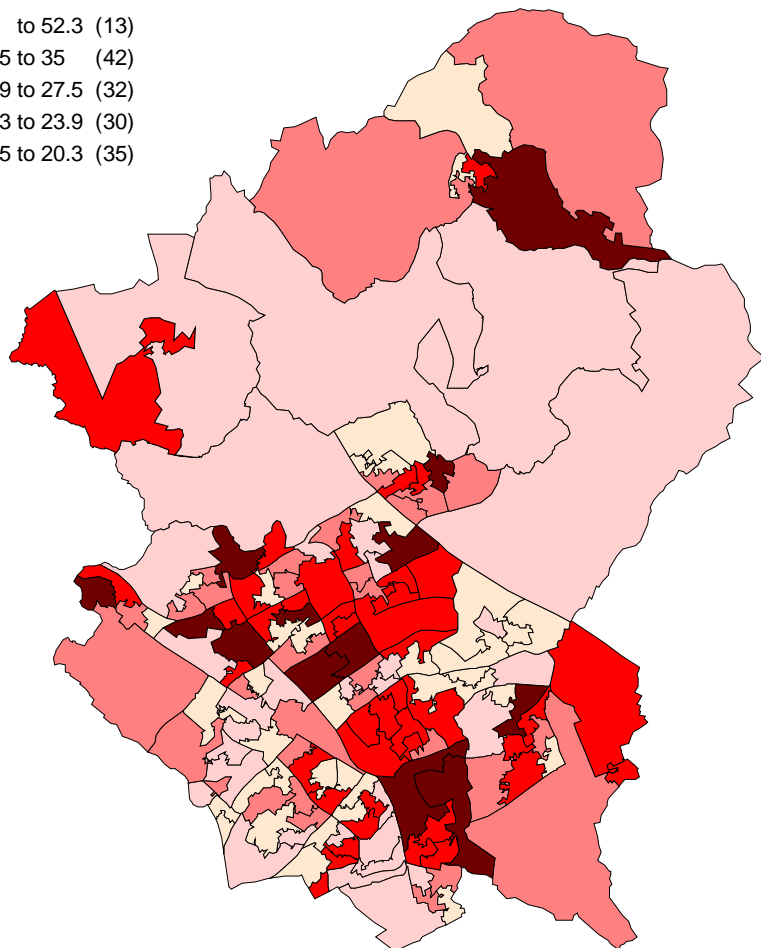 to 52.3 (13)
5 to 35 (42)
9 to 27.5 (32)
3 to 23.9 (30)
5 to 20.3 (35)